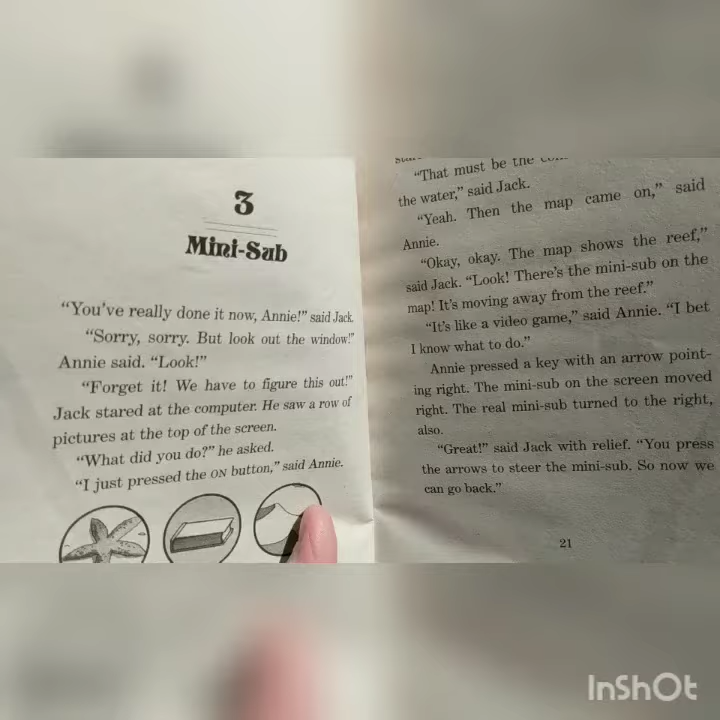 3
Mini-Sub
“You’ve really done it now, Annie!” said Jack.
“Sorry, sorry. But look out the window!”
Annie said. “Look!”
“Forget it! We have to figure this out!”
Jack stared at the computer. He saw a row of
pictures at the top of the screen.
“What did you do?” he asked.
“I just pressed the ON button,” said Annie.
“That must be the
the water,” said Jack.
“Yeah. Then the map came on,” said
Annie.
“Okay, okay. The map shows the reef,”
said Jack. “Look! There’s the mini-sub on the
map! It’s moving away from the reef.”
“It’s like a video game,” said Annie. “I bet
I know what to do.”
Annie pressed a key with an arrow point-
ing right. The mini-sub on the screen moved
right. The real mini-sub turned to the right,
also.
“Great!” said Jack with relief. “You press
the arrows to steer the mini-sub. So now we
can go back.”
21
InShOt